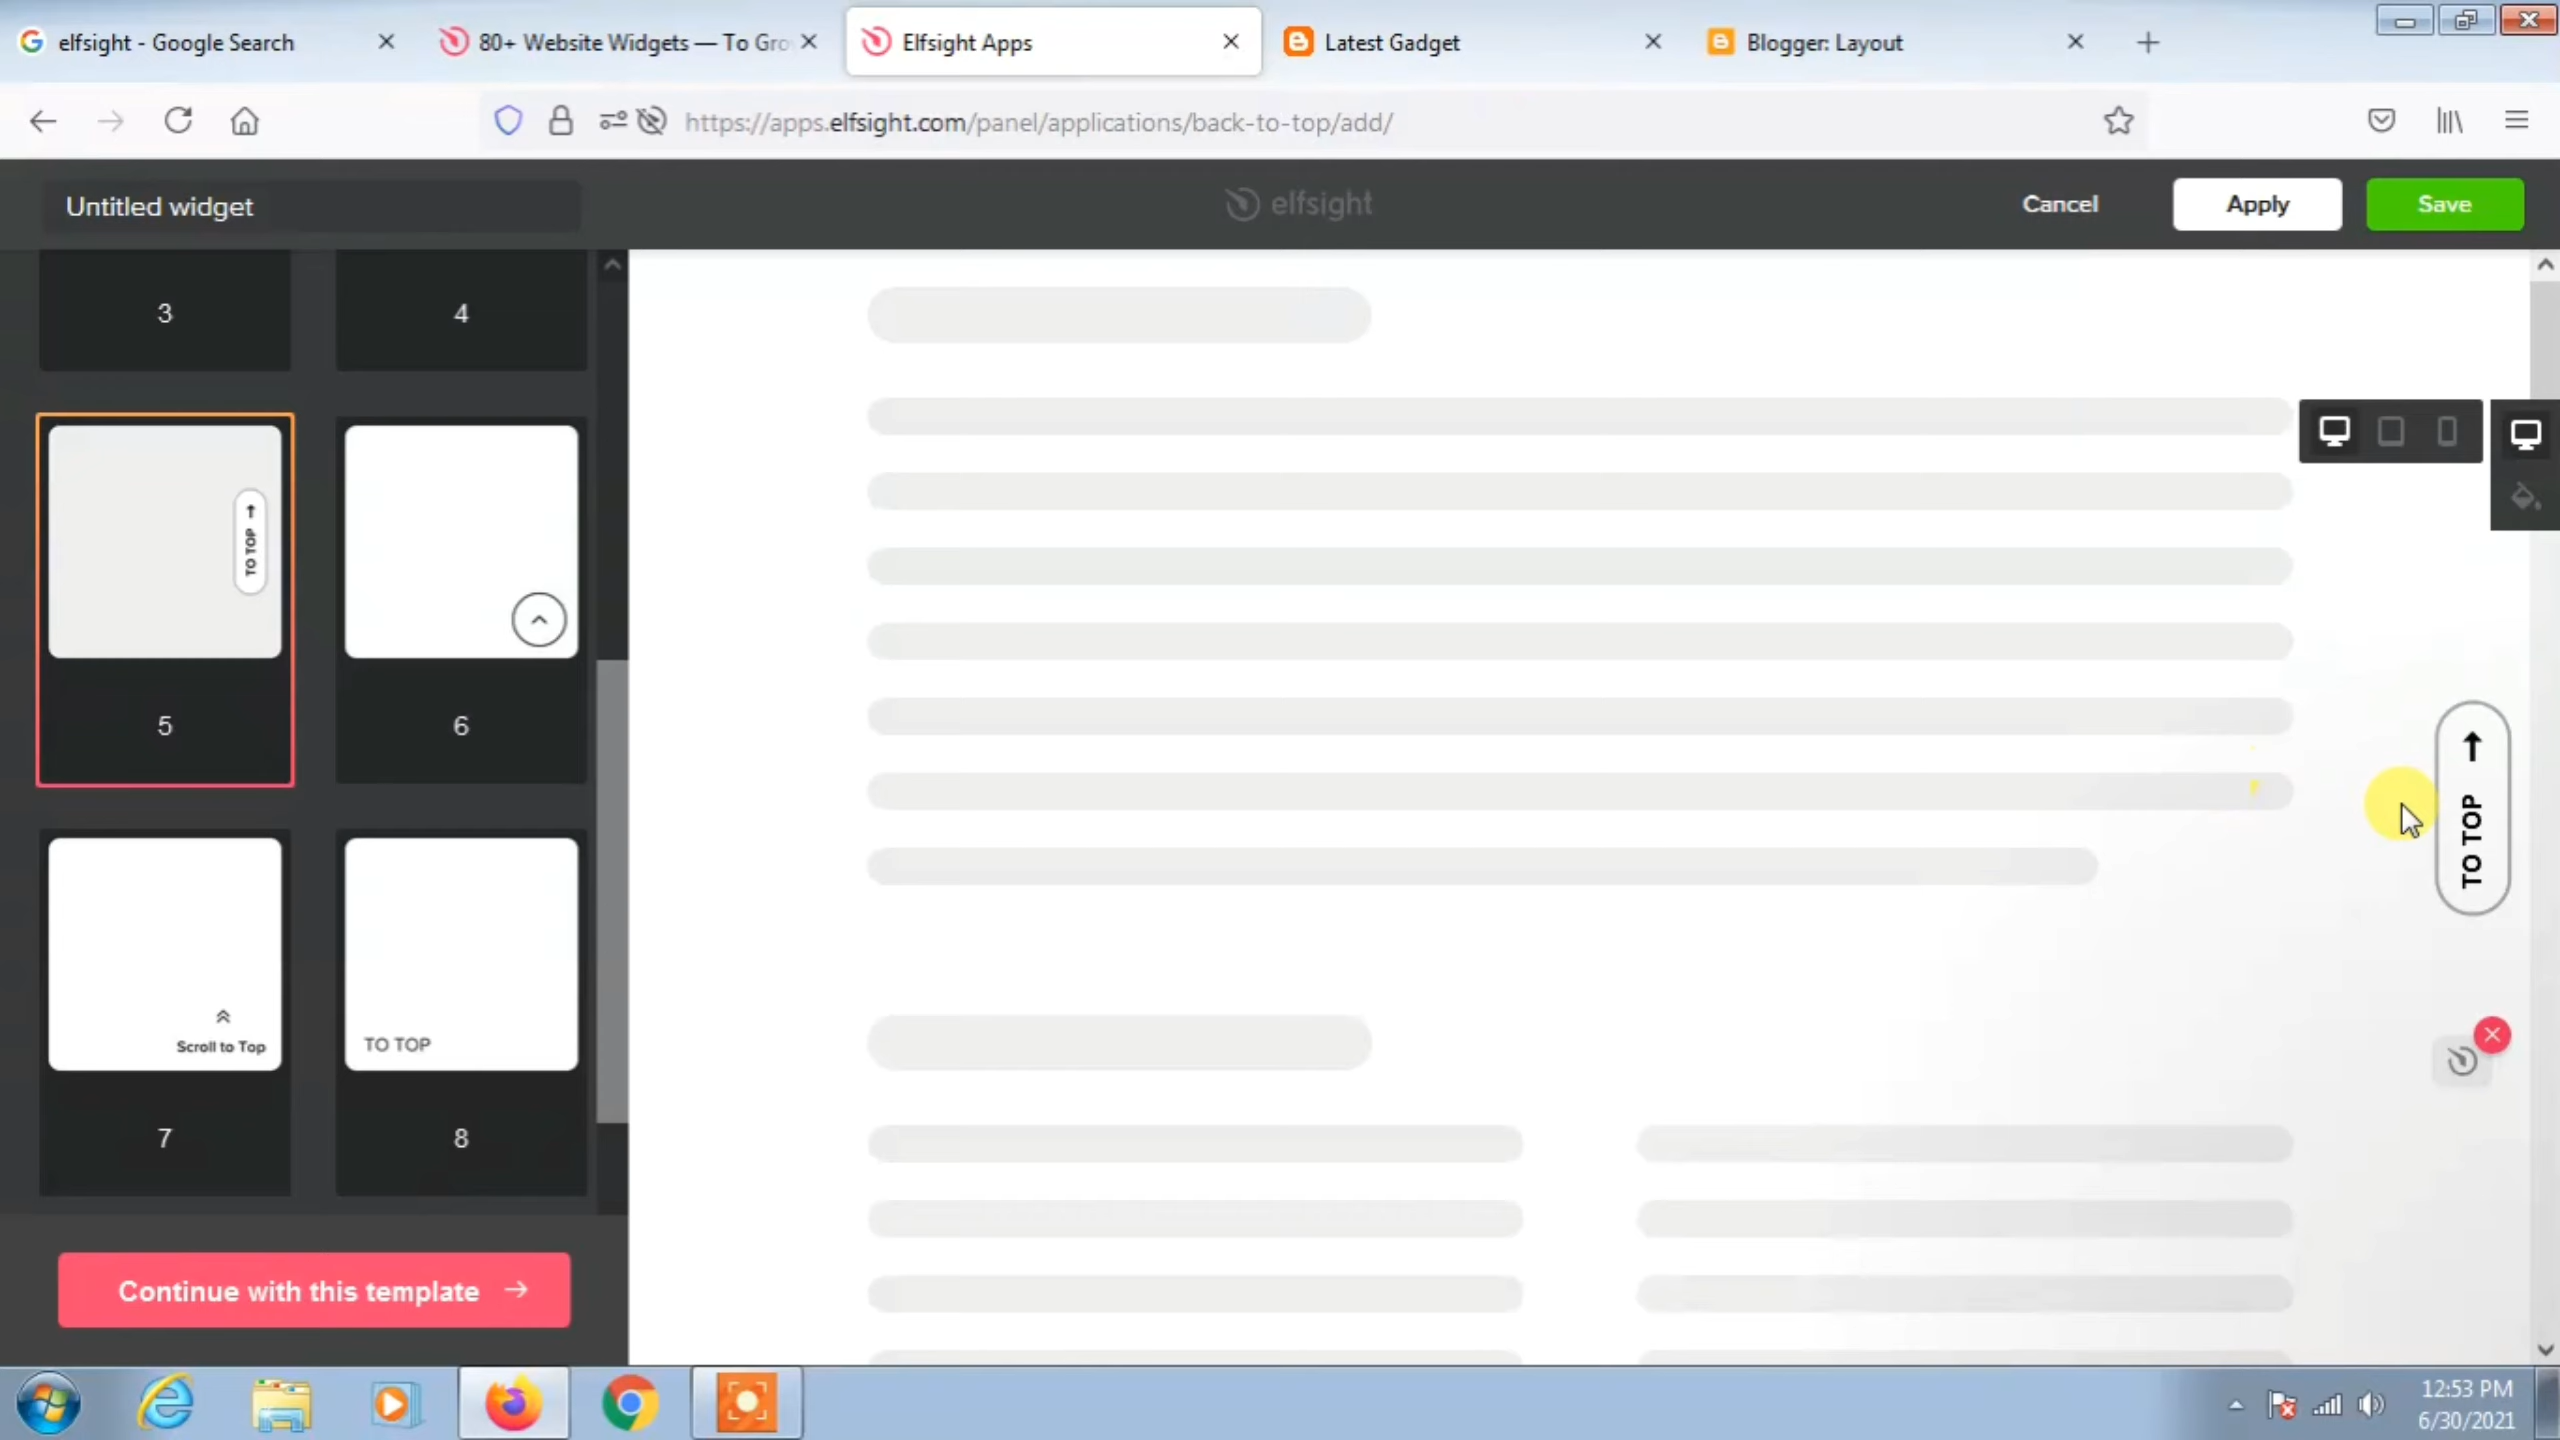 elfsight - Google Search
80+ Website Widgets — To Gro
Elfsight Apps
Latest Gadget
Blogger: Layout
https://apps.elfsight.com/panel/applications/back-to-top/add/
Untitled widget
elfsight
Cancel
Apply
Save
3
4
TO TOP
5
6
TO TOP
Scroll to Top
TO TOP
7
8
Continue with this template
12:53 PM
6/30/2021